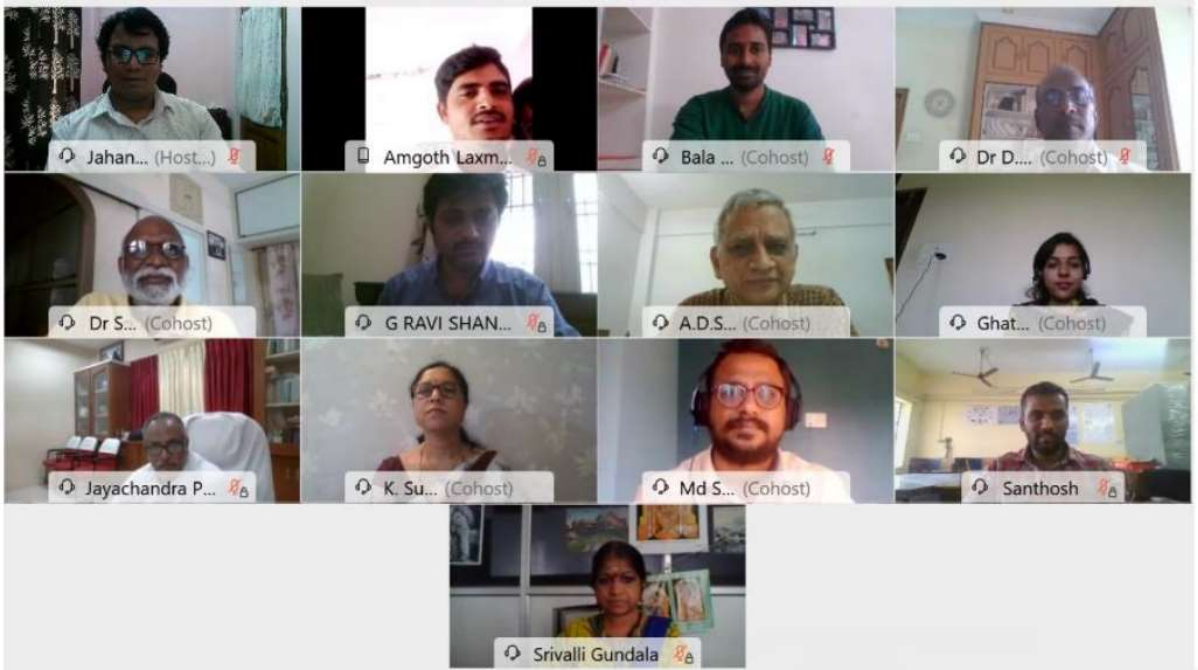 Jahan... (Host...)
Amgoth Laxm...
Bala ... (Cohost)
Dr D.... (Cohost)
Dr S... (Cohost)
G RAVI SHAN...
A.D.S... (Cohost)
Ghat... (Cohost)
Jayachandra P...
K. Su... (Cohost)
Md S... (Cohost)
Santhosh
Srivalli Gundala